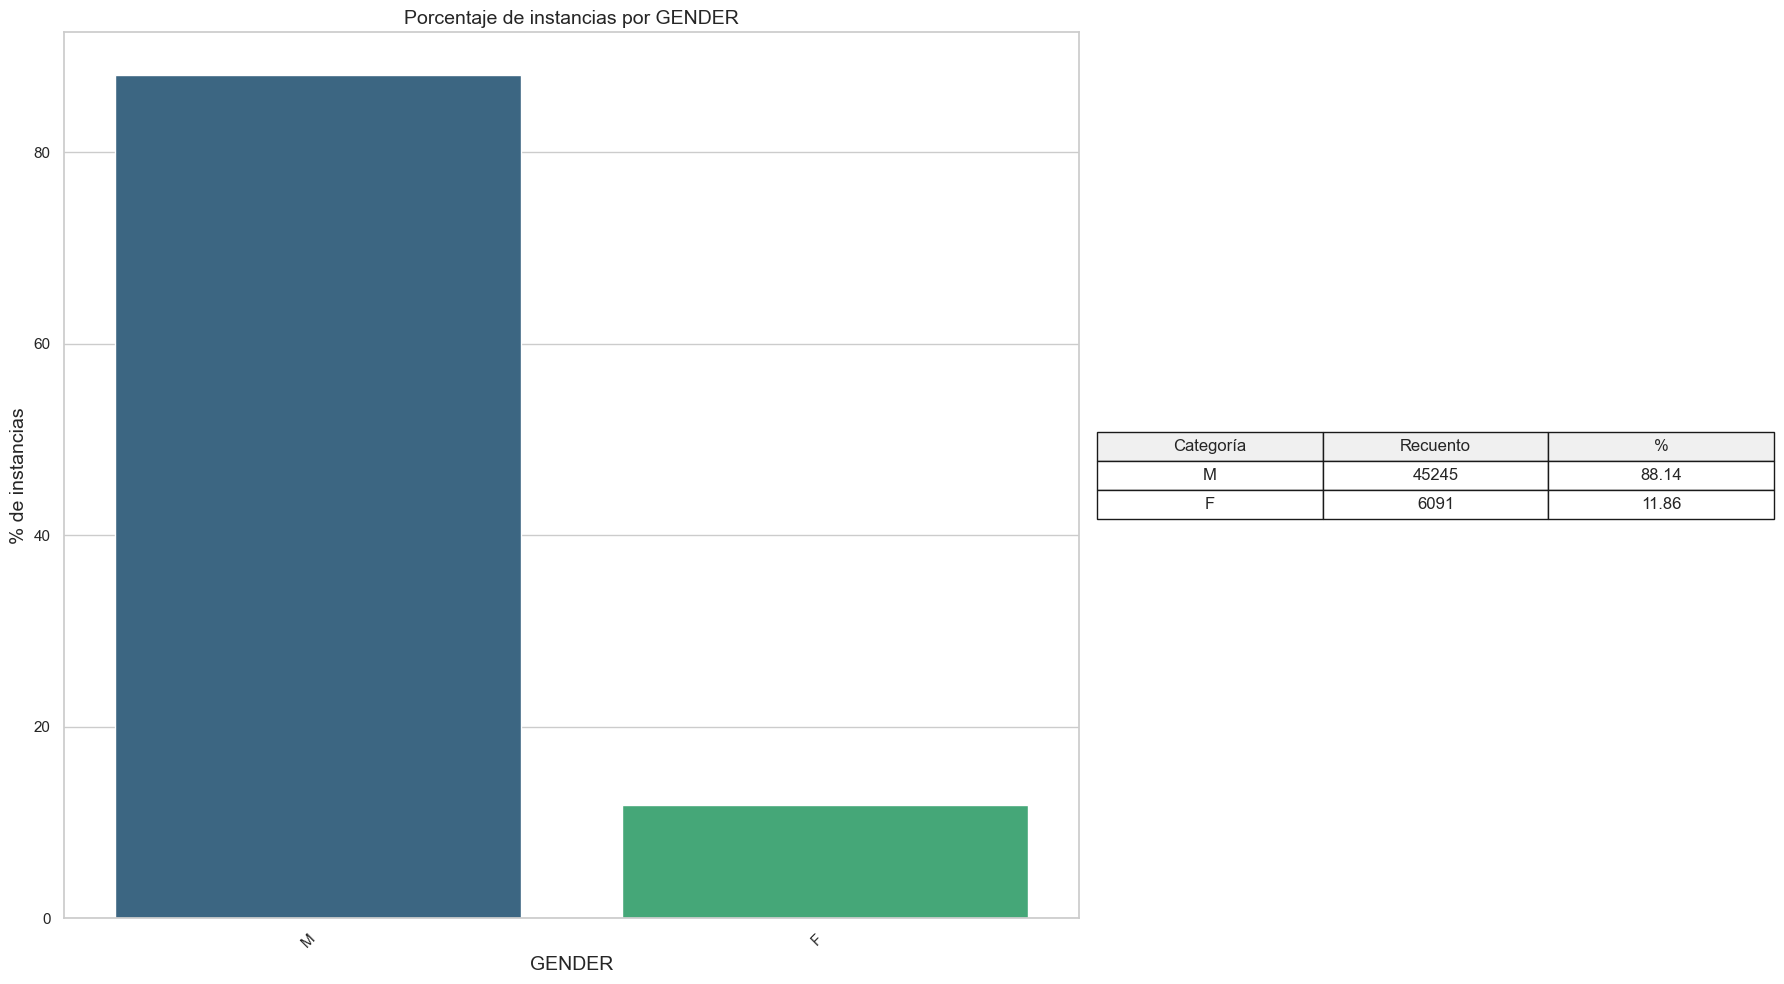 Porcentaje de instancias por GENDER
% de instancias
80
60
40
20
0
M
F
GENDER
Categoría Recuento %
M 45245 88.14
F 6091 11.86